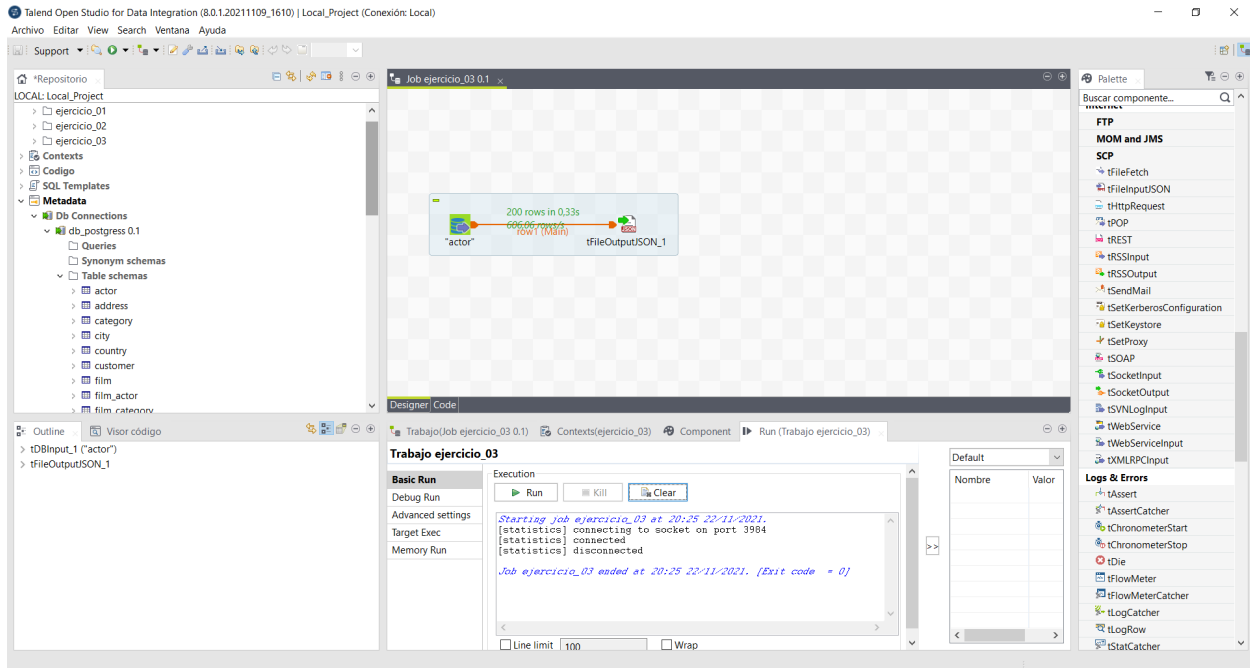 Talend Open Studio for Data Integration (8.0.1.20211109_1610) | Local_Project (Conexión: Local)
Archivo Editar View Search Ventana Ayuda
Support
*Repositorio
LOCAL: Local_Project
ejercicio_01
ejercicio_02
ejercicio_03
Contexts
Codigo
SQL Templates
Metadata
Db Connections
db_postgress 0.1
Queries
Synonym schemas
Table schemas
actor
address
category
city
country
customer
film
film_actor
film_category
Outline
Visor código
tDBInput_1 ("actor")
tFileOutputJSON_1
Job ejercicio_03 0.1
200 rows in 0,33s
606,06 rows/s
row1 (Main)
"actor"
tFileOutputJSON_1
JSON
Designer Code
Trabajo(Job ejercicio_03 0.1) Contexts(ejercicio_03) Component Run (Trabajo ejercicio_03)
Trabajo ejercicio_03
Basic Run
Debug Run
Advanced settings
Target Exec
Memory Run
Execution
Run Kill Clear
Starting job ejercicio_03 at 20:25 22/11/2021.
[statistics] connecting to socket on port 3984
[statistics] connected
[statistics] disconnected
Job ejercicio_03 ended at 20:25 22/11/2021. [Exit code = 0]
Line limit 100 Wrap
>>
Default
Nombre Valor
Palette
Buscar componente...
Internet
FTP
MOM and JMS
SCP
tFileFetch
tFileInputJSON
tHttpRequest
tPOP
tREST
tRSSInput
tRSSOutput
tSendMail
tSetKerberosConfiguration
tSetKeystore
tSetProxy
tSOAP
tSocketInput
tSocketOutput
tSVNLogInput
tWebService
tWebServiceInput
tXMLRPCInput
Logs & Errors
tAssert
tAssertCatcher
tChronometerStart
tChronometerStop
tDie
tFlowMeter
tFlowMeterCatcher
tLogCatcher
tLogRow
tStatCatcher